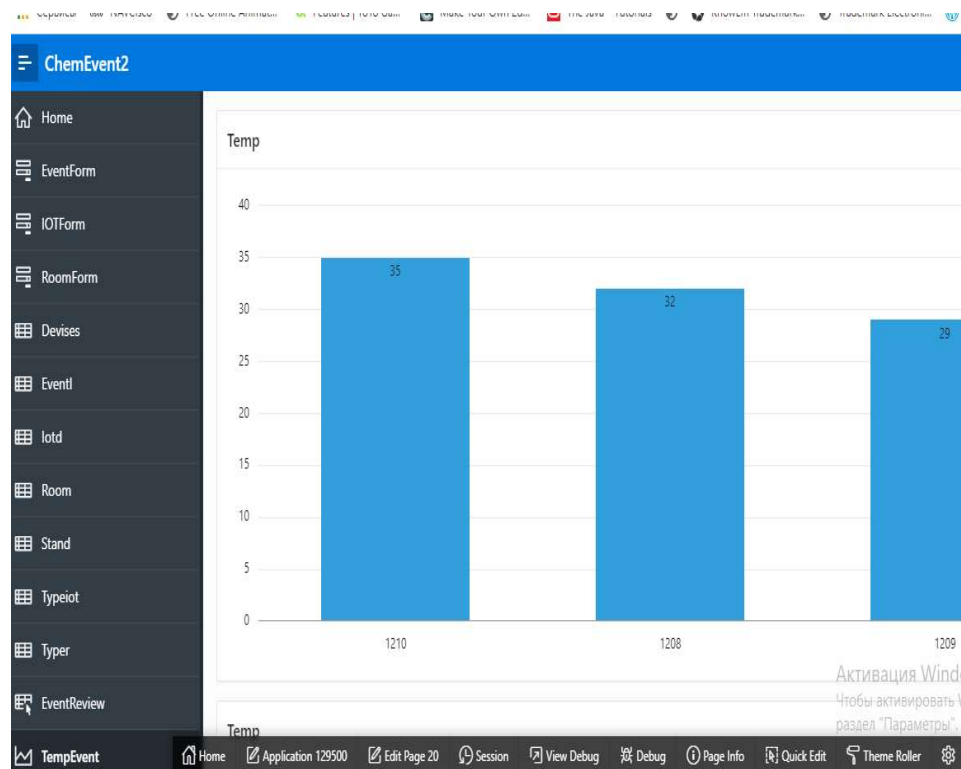 ChemEvent2
Home
EventForm
IOTForm
RoomForm
Devises
Eventl
Iotd
Room
Stand
Typeiot
Typer
EventReview
TempEvent
Temp
40
35
30
25
20
15
10
5
0
35
32
29
1210
1208
1209
Активация Windo
Чтобы активировать
раздел "Параметры".
Temp
Home Application 129500 Edit Page 20 Session View Debug Debug Page Info Quick Edit Theme Roller